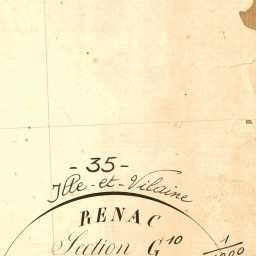 - 35 -
Ille-et-Vilaine
RENAC
Section G 10